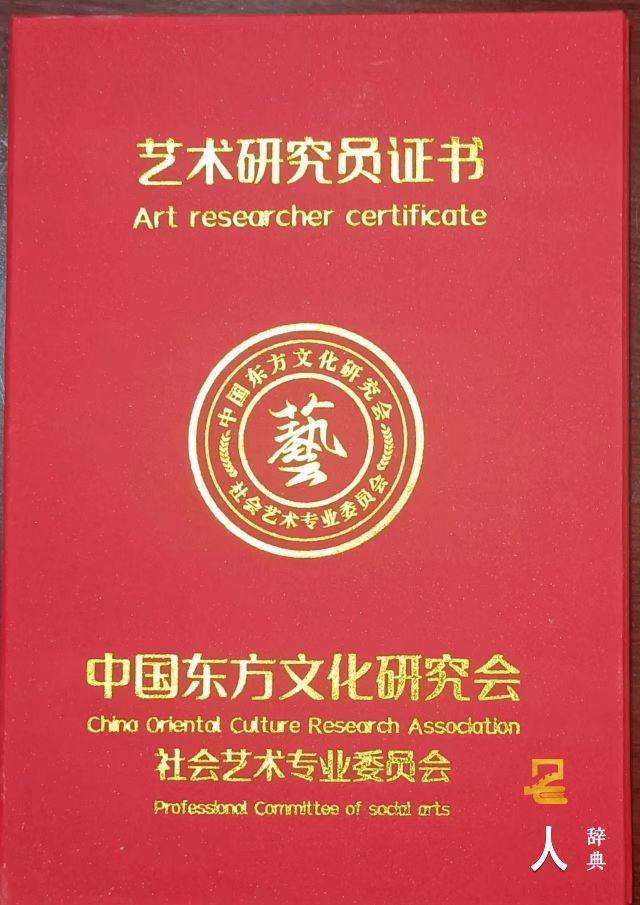 艺术研究员证书
Art researcher certificate
中国东方文化研究会
藝
社会艺术专业委员会
中国东方文化研究会
China Oriental Culture Research Association
社会艺术专业委员会
Professional Committee of social arts
人
辞典